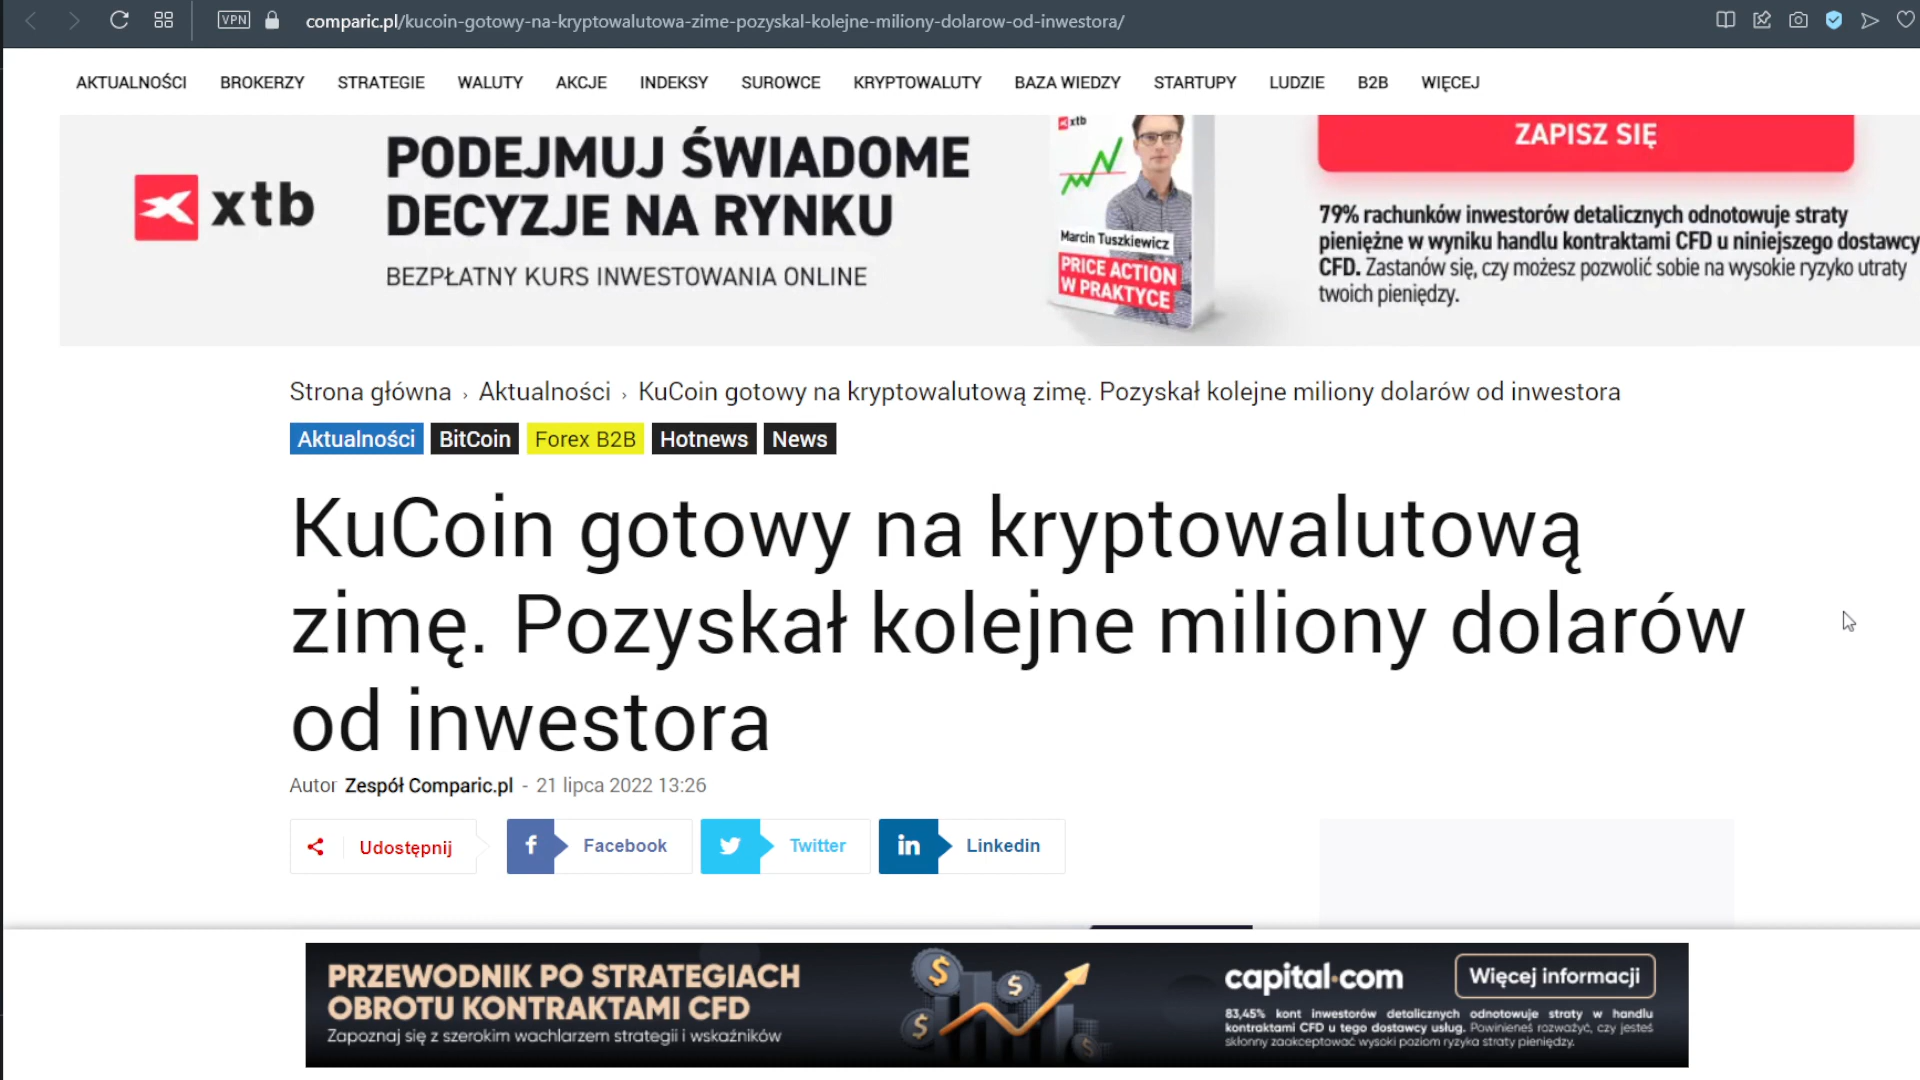 VPN
comparic.pl/kucoin-gotowy-na-kryptowalutowa-zime-pozyskal-kolejne-miliony-dolarow-od-inwestora/
AKTUALNOŚCI BROKERZY STRATEGIE WALUTY AKCJE INDEKSY SUROWCE KRYPTOWALUTY BAZA WIEDZY STARTUPY LUDZIE B2B WIĘCEJ
xtb
PODEJMUJ ŚWIADOME
DECYZJE NA RYNKU
BEZPŁATNY KURS INWESTOWANIA ONLINE
xtb
Marcin Tuszkiewicz
PRICE ACTION
W PRAKTYCE
ZAPISZ SIĘ
79% rachunków inwestorów detalicznych odnotowuje straty
pieniężne w wyniku handlu kontraktami CFD u niniejszego dostawcy
CFD. Zastanów się, czy możesz pozwolić sobie na wysokie ryzyko utraty
twoich pieniędzy.
Strona główna › Aktualności › KuCoin gotowy na kryptowalutową zimę. Pozyskał kolejne miliony dolarów od inwestora
Aktualności BitCoin Forex B2B Hotnews News
KuCoin gotowy na kryptowalutową
zimę. Pozyskał kolejne miliony dolarów
od inwestora
Autor Zespół Comparic.pl - 21 lipca 2022 13:26
Udostępnij Facebook Twitter Linkedin
PRZEWODNIK PO STRATEGIACH
OBROTU KONTRAKTAMI CFD
Zapoznaj się z szerokim wachlarzem strategii i wskaźników
capital.com
Więcej informacji
83,45% kont inwestorów detalicznych odnotowuje straty w handlu
kontraktami CFD u tego dostawcy usług. Powinieneś rozważyć, czy jesteś
skłonny zaakceptować wysoki poziom ryzyka straty pieniędzy.